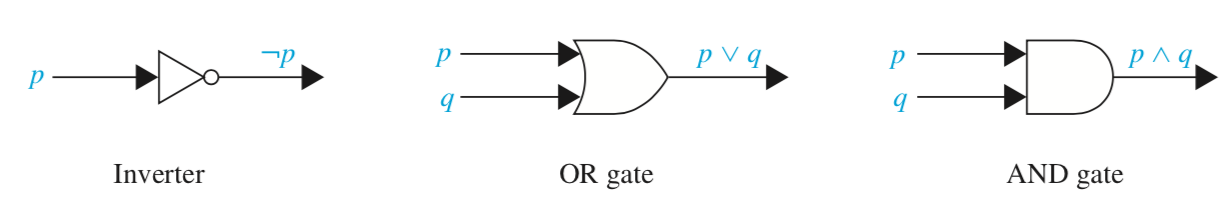 p ¬p
p q p ∨ q
p q p ∧ q
Inverter OR gate AND gate